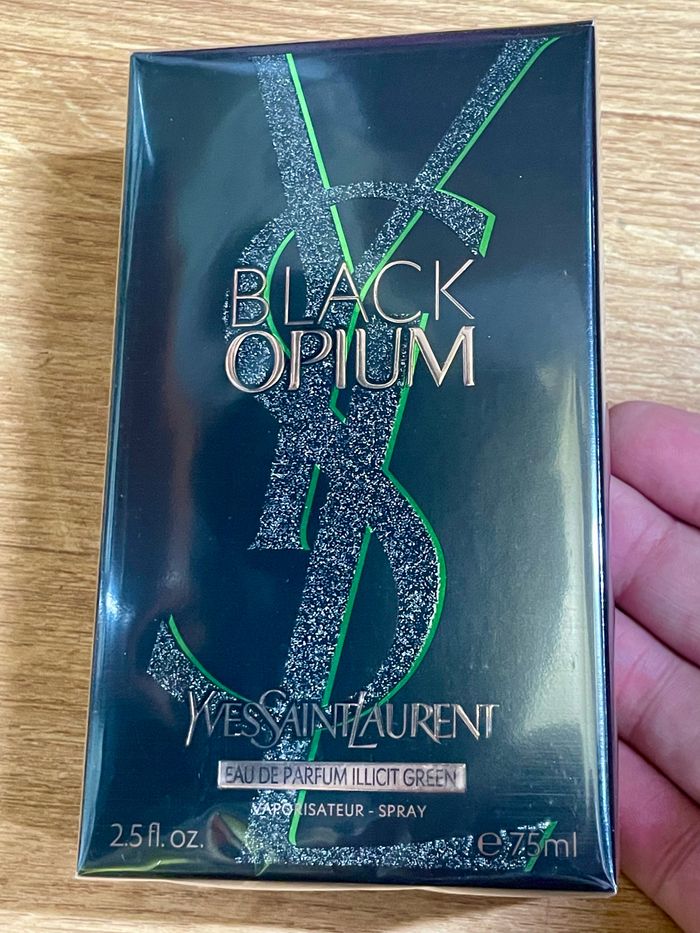 BLACK
OPIUM
YVESSAINTLAURENT
EAU DE PARFUM ILLICIT GREEN
VAPORISATEUR - SPRAY
2.5 fl. oz. e 75ml